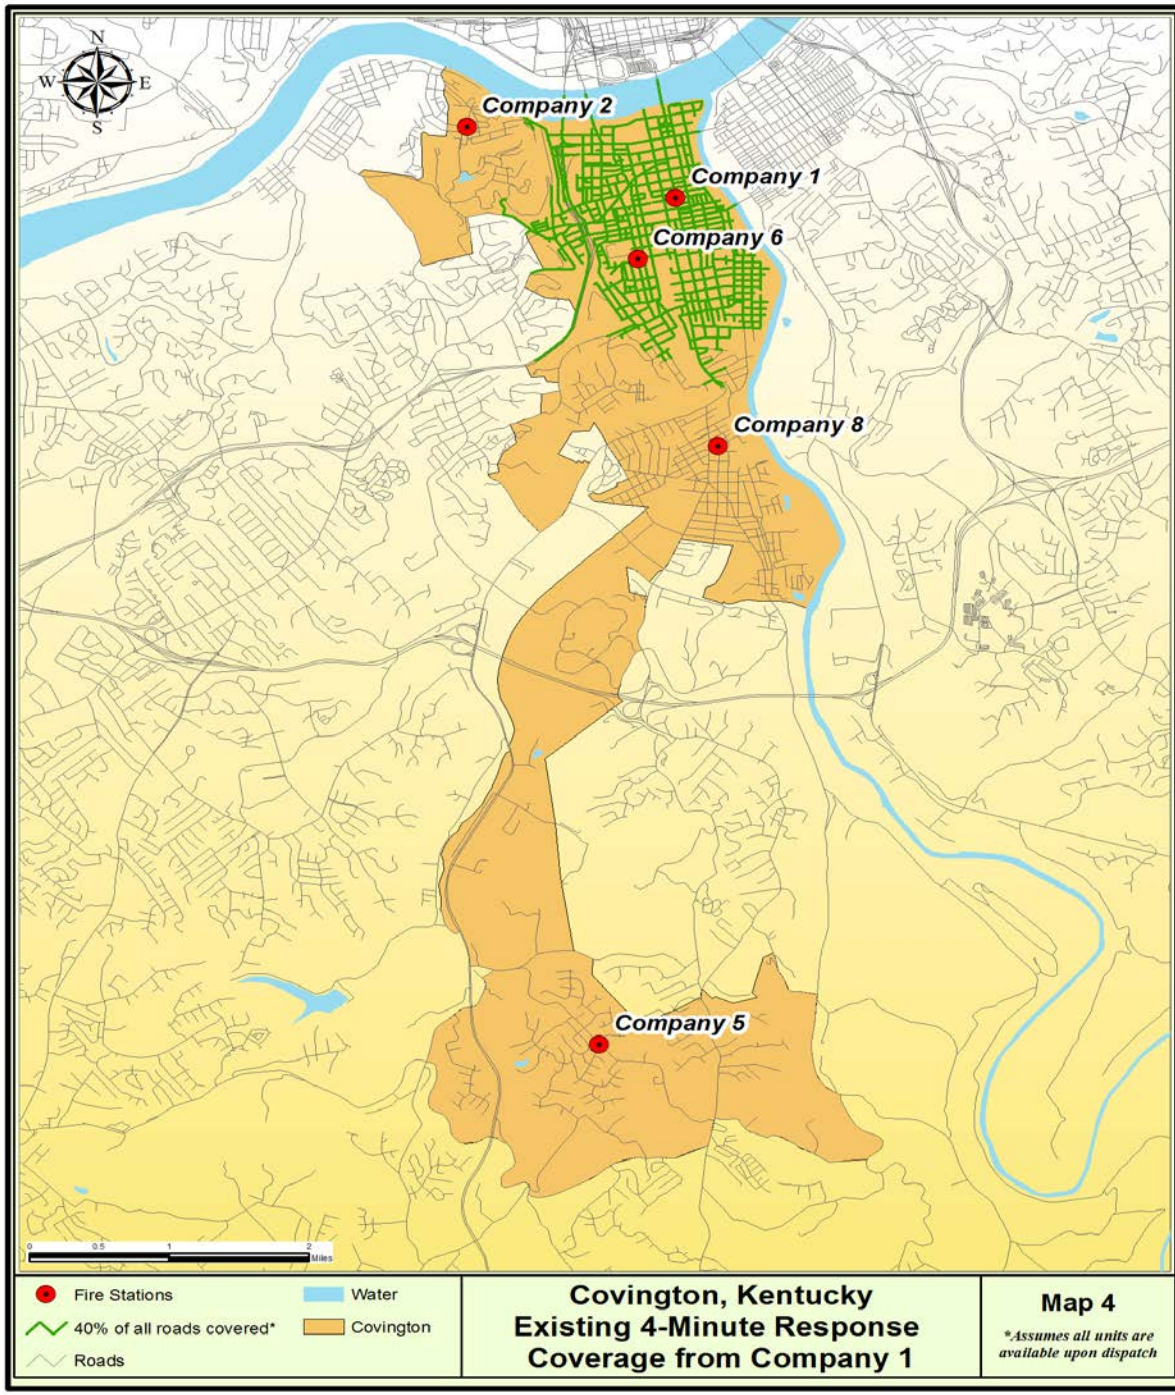 N
W E
S
Company 2
Company 1
Company 6
Company 8
Company 5
0 0.5 1 2
Miles
Fire Stations
Water
40% of all roads covered*
Covington
Roads
Covington, Kentucky
Existing 4-Minute Response
Coverage from Company 1
Map 4
*Assumes all units are
available upon dispatch